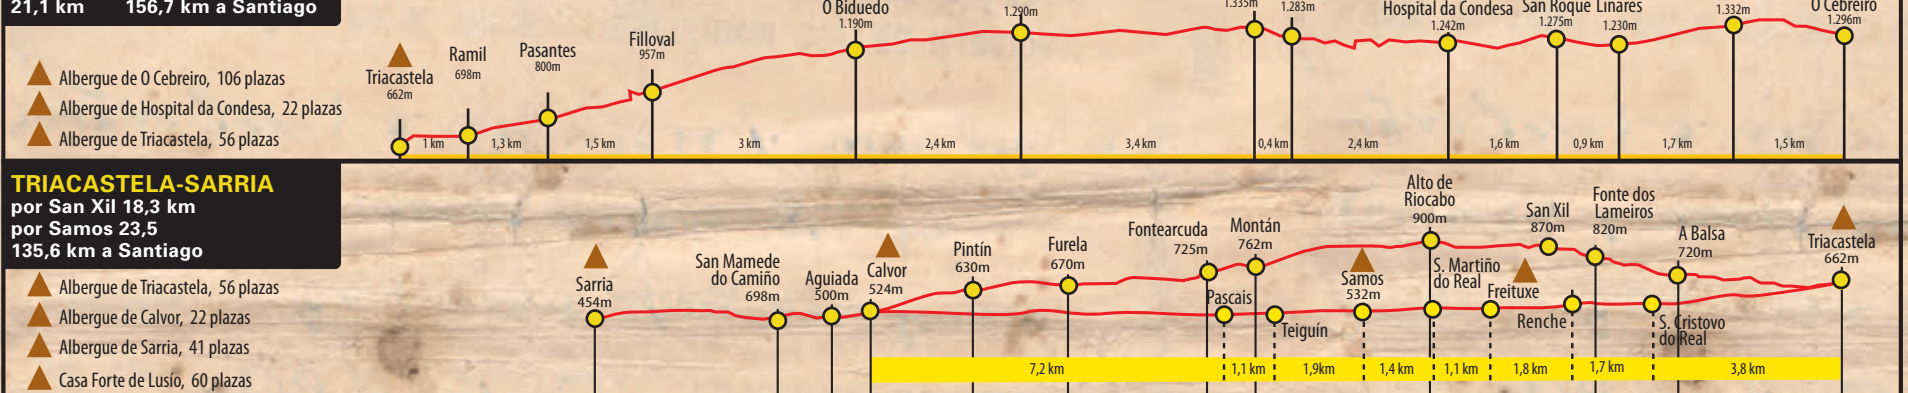 21,1 km 156,7 km a Santiago
Albergue de O Cebreiro, 106 plazas
Albergue de Hospital da Condesa, 22 plazas
Albergue de Triacastela, 56 plazas
Triacastela
662m
Ramil
698m
Pasantes
800m
Filloval
957m
O Biduedo
1.190m
1.290m
1.335m
1.283m
Hospital da Condesa
1.242m
San Roque
1.275m
Linares
1.230m
1.332m
O Cebreiro
1.296m
1 km 1,3 km 1,5 km 3 km 2,4 km 3,4 km 0,4 km 2,4 km 1,6 km 0,9 km 1,7 km 1,5 km
TRIACASTELA-SARRIA
por San Xil 18,3 km
por Samos 23,5
135,6 km a Santiago
Albergue de Triacastela, 56 plazas
Albergue de Calvor, 22 plazas
Albergue de Sarria, 41 plazas
Casa Forte de Lusío, 60 plazas
Sarria
454m
San Mamede
do Camiño
698m
Aguiada
500m
Calvor
524m
Pintín
630m
Furela
670m
Fontearcuda
725m
Montán
762m
Alto de
Riocabo
900m
San Xil
870m
Fonte dos
Lameiros
820m
A Balsa
720m
Triacastela
662m
Pascais
Teiguín
Samos
532m
S. Martiño
do Real
Freituxe
Renche
S. Cristovo
do Real
7,2 km 1,1 km 1,9km 1,4 km 1,1 km 1,8 km 1,7 km 3,8 km